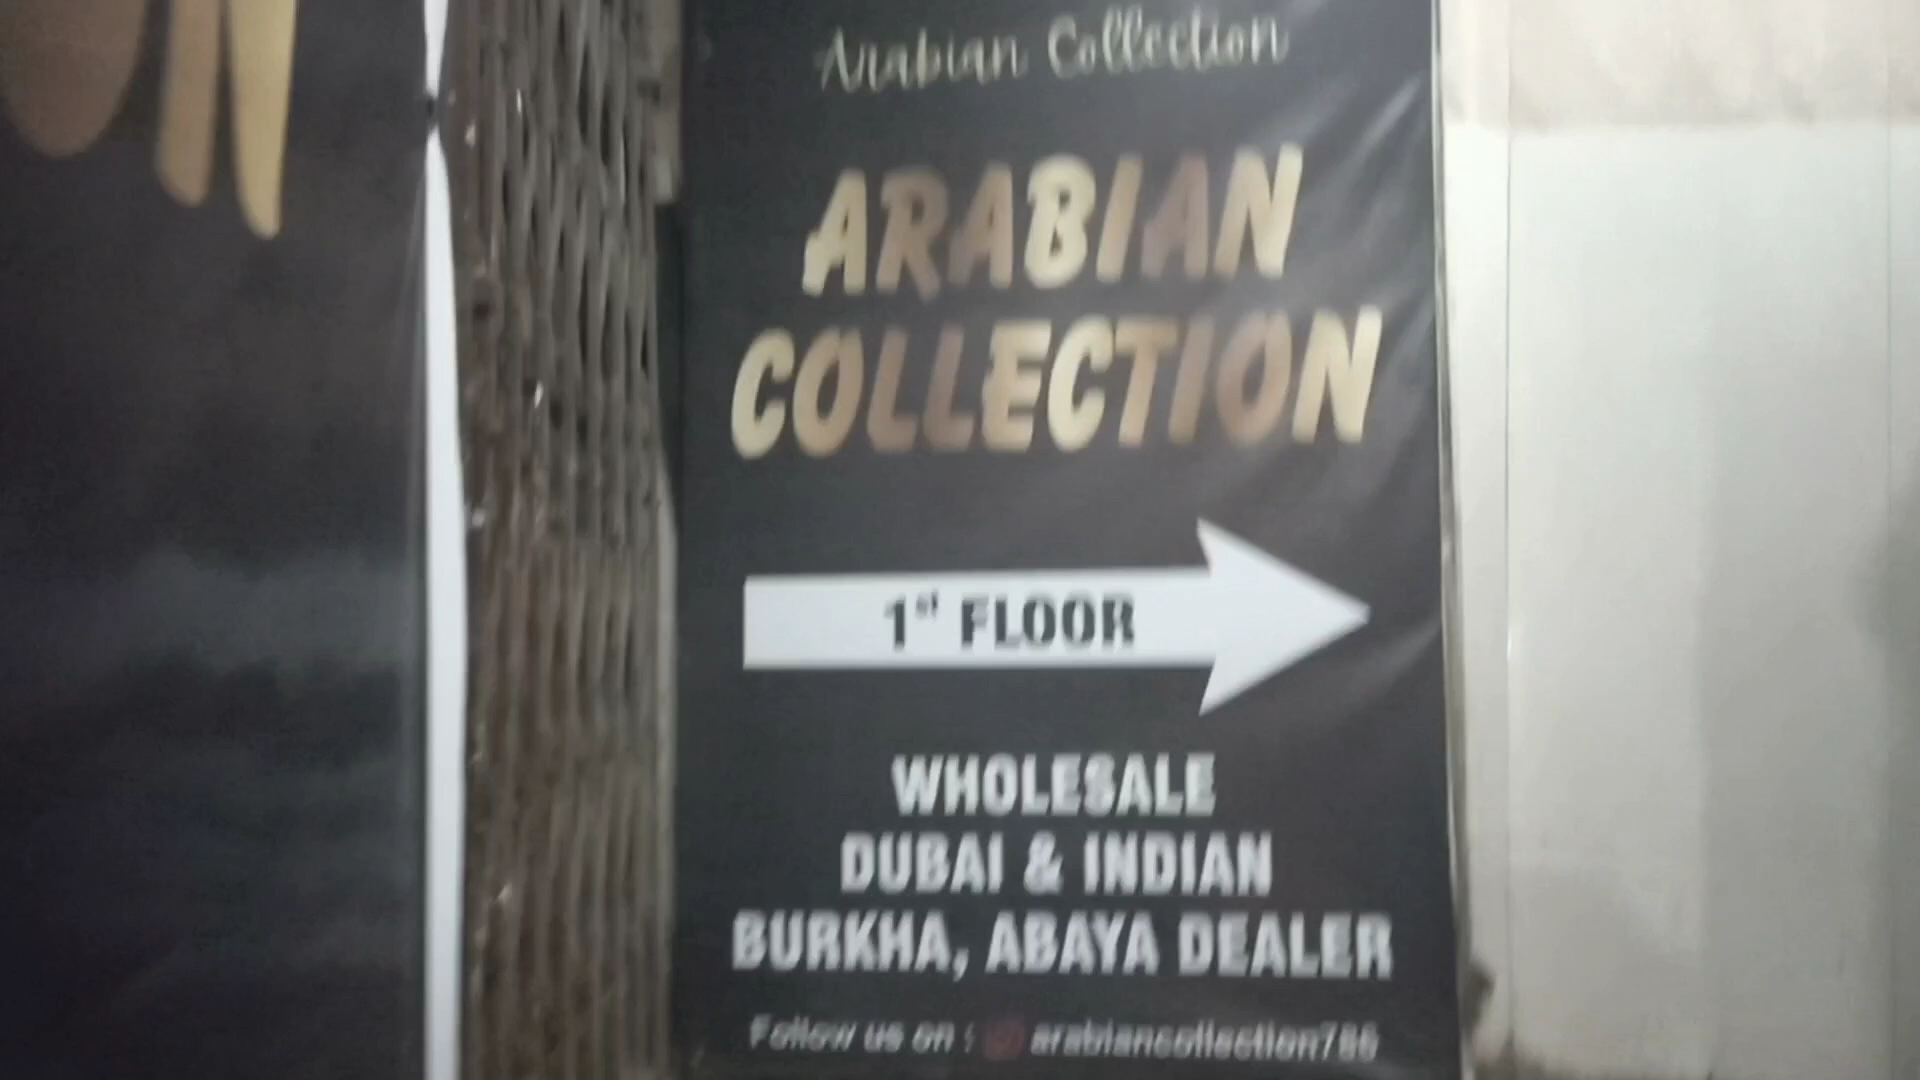 Arabian Collection
ARABIAN
COLLECTION
1st FLOOR
WHOLESALE
DUBAI & INDIAN
BURKHA, ABAYA DEALER
Follow us on : arabiancollection786